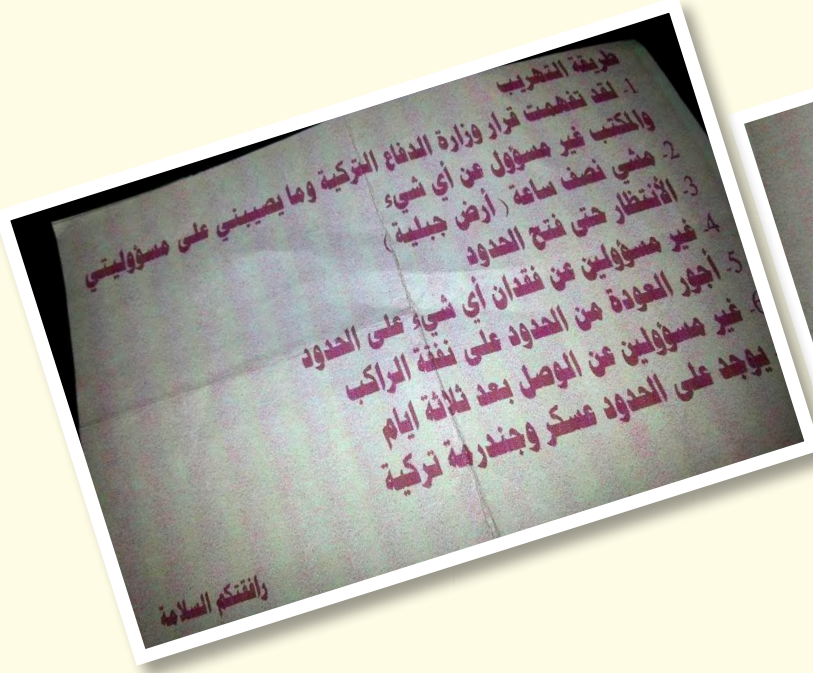 طريقة التهريب
1- لقد تفهمت قرار وزارة الدفاع التركية وما يصيبني على مسؤوليتي
والمكتب غير مسؤول عن أي شيء
2- مشي نصف ساعة (أرض جبلية)
3- الأنتظار حتى فتح الحدود
4- غير مسؤولين عن فقدان أي شيء على الحدود
5- أجور العودة من الحدود على نفقة الراكب
6- غير مسؤولين عن الوصل بعد ثلاثة ايام
يوجد على الحدود عسكر وجندرمة تركية
رافقتكم السلامة